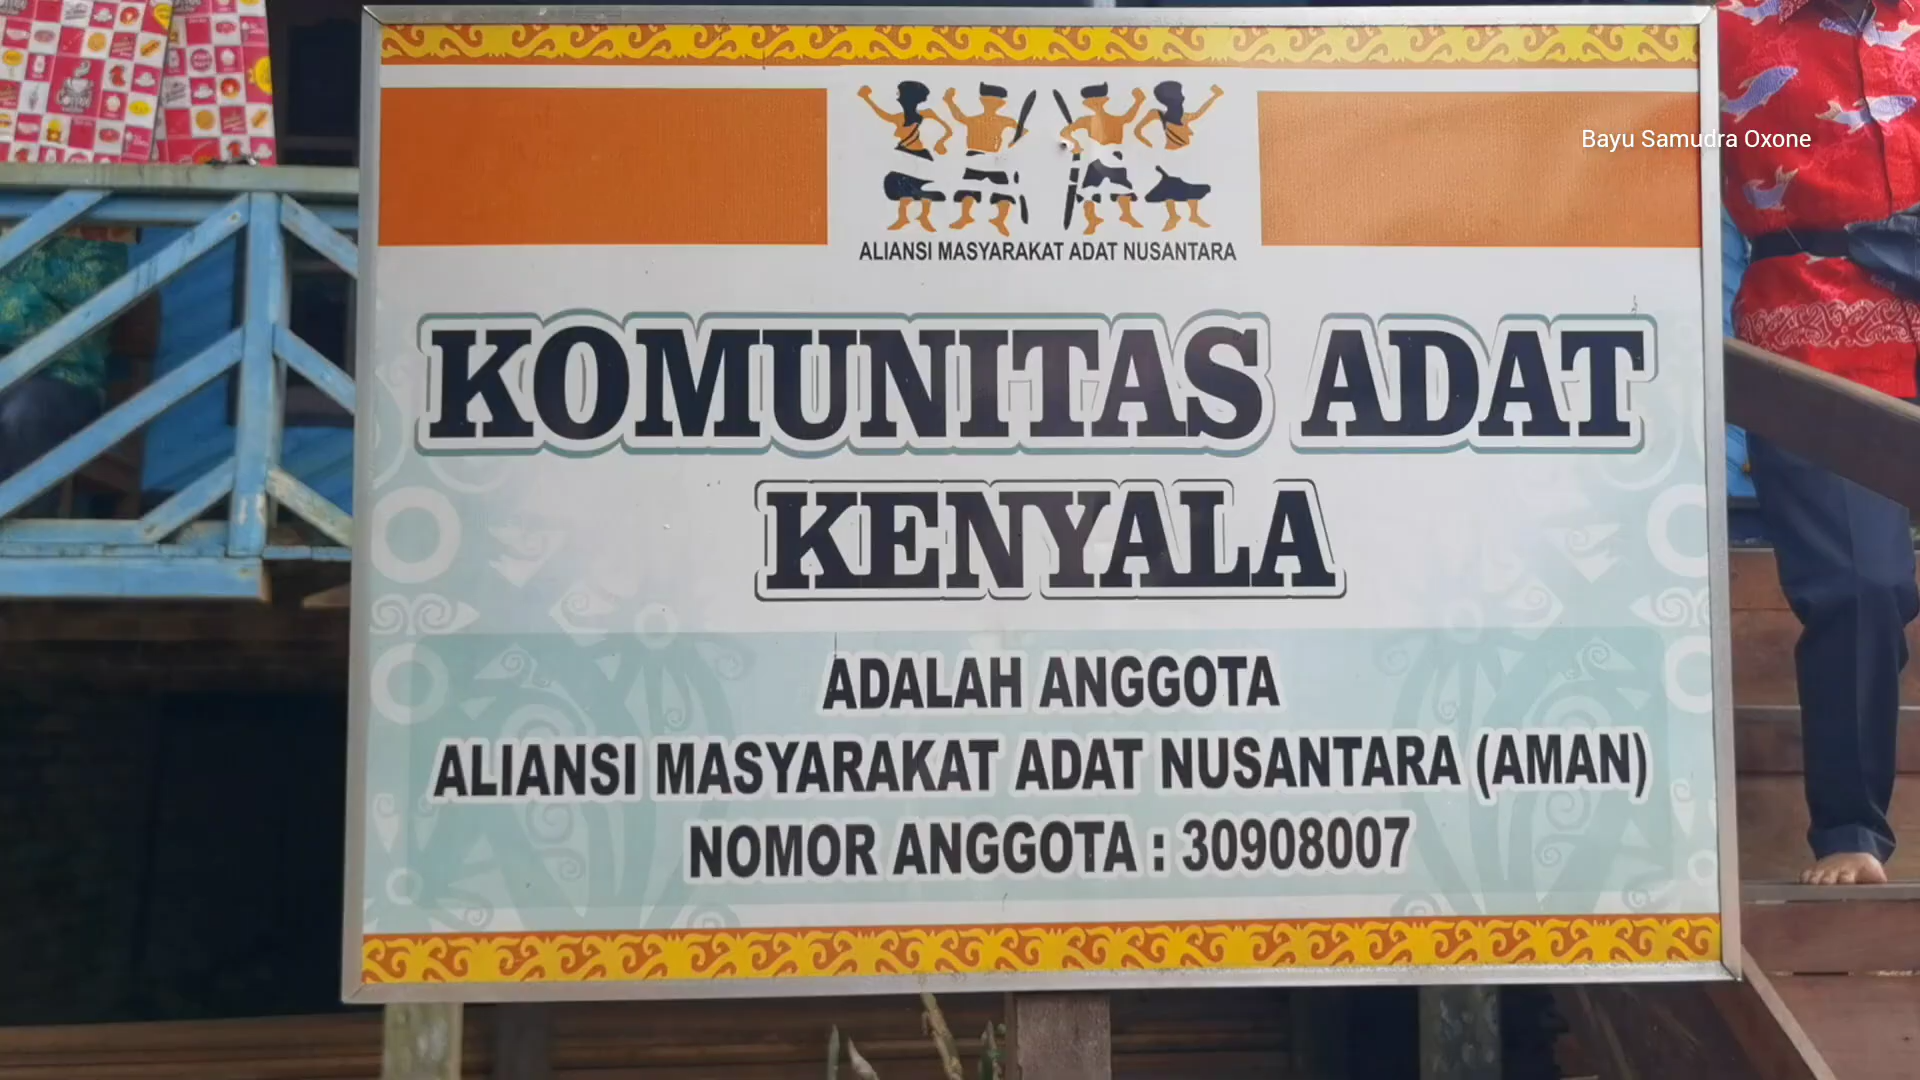 Bayu Samudra Oxone
ALIANSI MASYARAKAT ADAT NUSANTARA
KOMUNITAS ADAT
KENYALA
ADALAH ANGGOTA
ALIANSI MASYARAKAT ADAT NUSANTARA (AMAN)
NOMOR ANGGOTA : 30908007